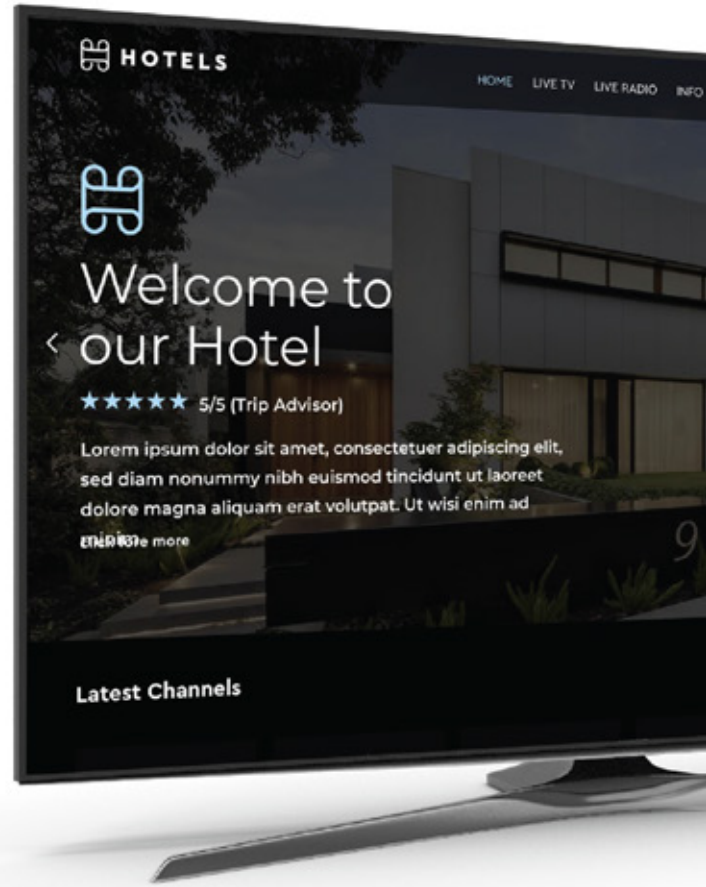 HOTELS
HOME LIVE TV LIVE RADIO INFO
Welcome to
our Hotel
★★★★★ 5/5 (Trip Advisor)
Lorem ipsum dolor sit amet, consectetuer adipiscing elit,
sed diam nonummy nibh euismod tincidunt ut laoreet
dolore magna aliquam erat volutpat. Ut wisi enim ad
more
9
Latest Channels